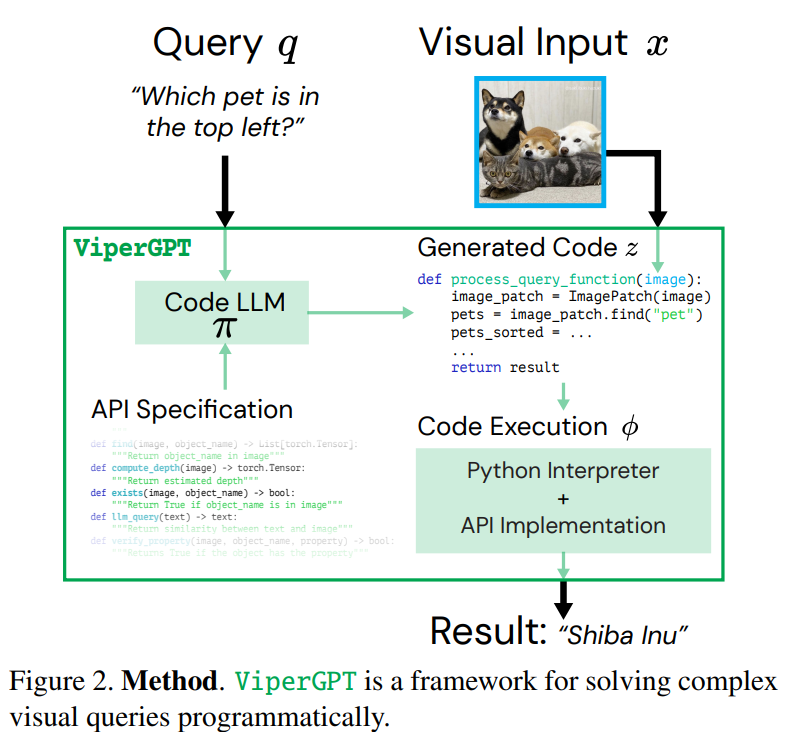 Query q
Visual Input x
“Which pet is in
the top left?”
ViperGPT
Generated Code z
def process_query_function(image):
image_patch = ImagePatch(image)
pets = image_patch.find("pet")
pets_sorted = ...
...
return result
Code LLM
π
API Specification
def find(image, object_name) -> List[torch.Tensor]:
"""Return object_name in image"""
def compute_depth(image) -> torch.Tensor:
"""Return estimated depth"""
def exists(image, object_name) -> bool:
"""Return True if object_name is in image"""
def llm_query(text) -> text:
"""Return similarity between text and image"""
def verify_property(image, object_name, property) -> bool:
"""Returns True if the object has the property"""
Code Execution ϕ
Python Interpreter
+
API Implementation
Result: “Shiba Inu”
Figure 2. Method. ViperGPT is a framework for solving complex
visual queries programmatically.